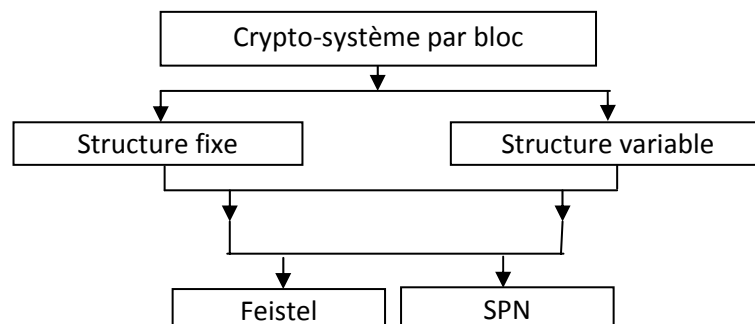 Crypto-système par bloc
Structure fixe
Structure variable
Feistel
SPN